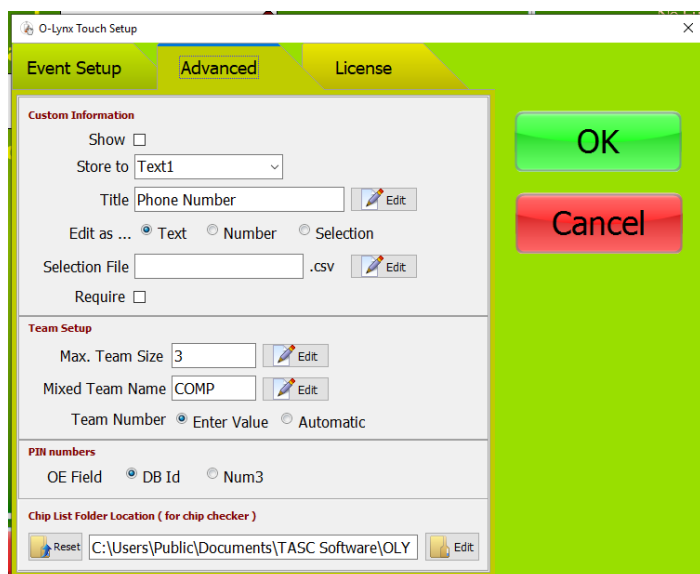 O-Lynx Touch Setup
Event Setup Advanced License
Custom Information
Show
Store to Text1
Title Phone Number Edit
Edit as ... Text Number Selection
Selection File .csv Edit
Require
Team Setup
Max. Team Size 3 Edit
Mixed Team Name COMP Edit
Team Number Enter Value Automatic
PIN numbers
OE Field DB Id Num3
Chip List Folder Location ( for chip checker )
Reset C:\Users\Public\Documents\TASC Software\OLY Edit
OK
Cancel